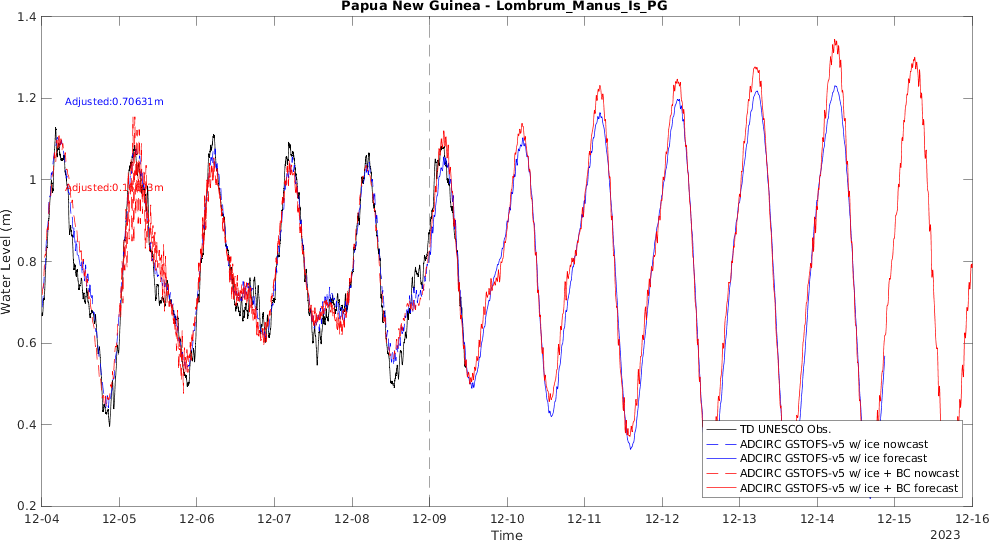 Papua New Guinea - Lombrum_Manus_Is_PG
1.4
1.2
1
0.8
0.6
0.4
0.2
Water Level (m)
Adjusted:0.70631m
TD UNESCO Obs.
ADCIRC GSTOFS-v5 w/ ice nowcast
ADCIRC GSTOFS-v5 w/ ice forecast
ADCIRC GSTOFS-v5 w/ ice + BC nowcast
ADCIRC GSTOFS-v5 w/ ice + BC forecast
12-04 12-05 12-06 12-07 12-08 12-09 12-10 12-11 12-12 12-13 12-14 12-15 12-16
Time
2023